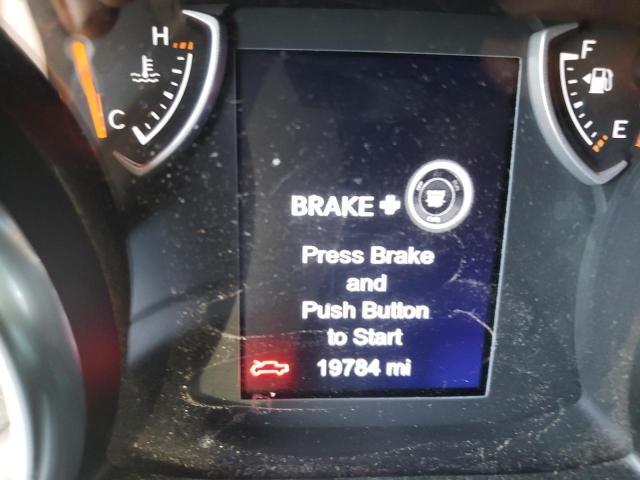 H
C
F
E
BRAKE +
Press Brake
and
Push Button
to Start
19784 mi